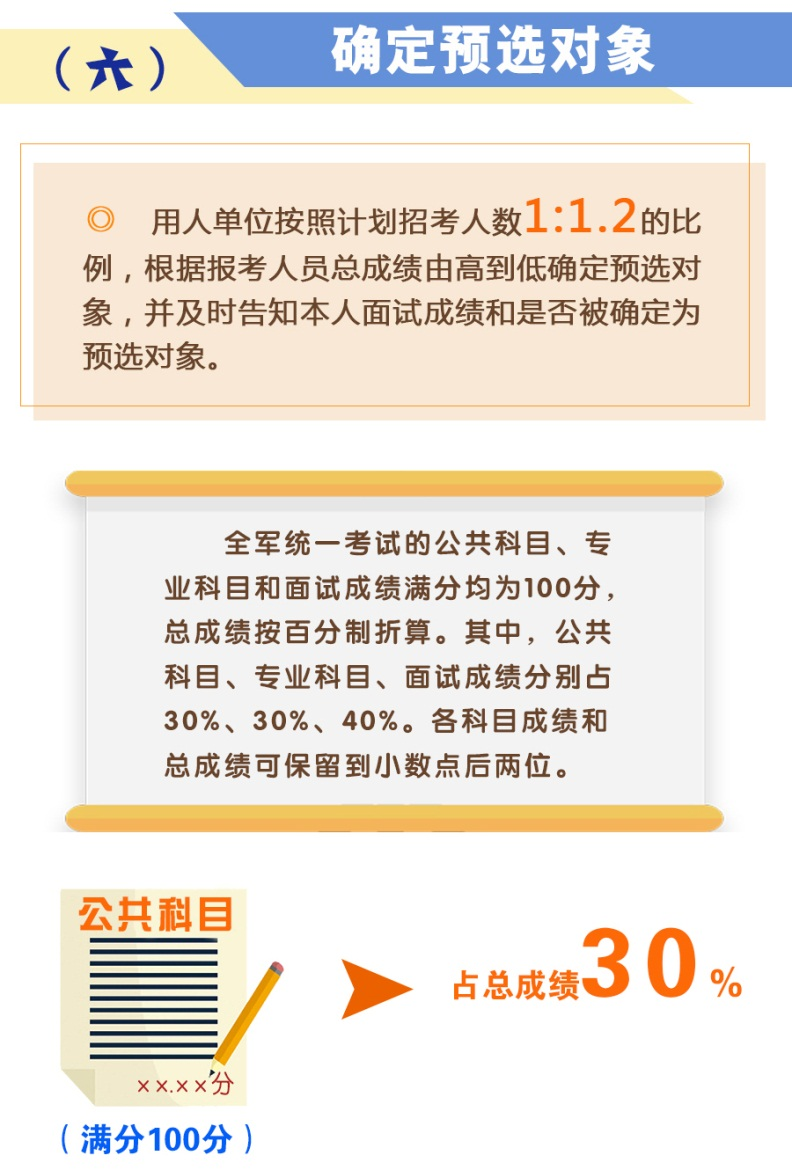 （六）
确定预选对象
◎ 用人单位按照计划招考人数1:1.2的比
例，根据报考人员总成绩由高到低确定预选对
象，并及时告知本人面试成绩和是否被确定为
预选对象。
全军统一考试的公共科目、专
业科目和面试成绩满分均为100分，
总成绩按百分制折算。其中，公共
科目、专业科目、面试成绩分别占
30%、30%、40%。各科目成绩和
总成绩可保留到小数点后两位。
公共科目
××.××分
（满分100分）
占总成绩30%